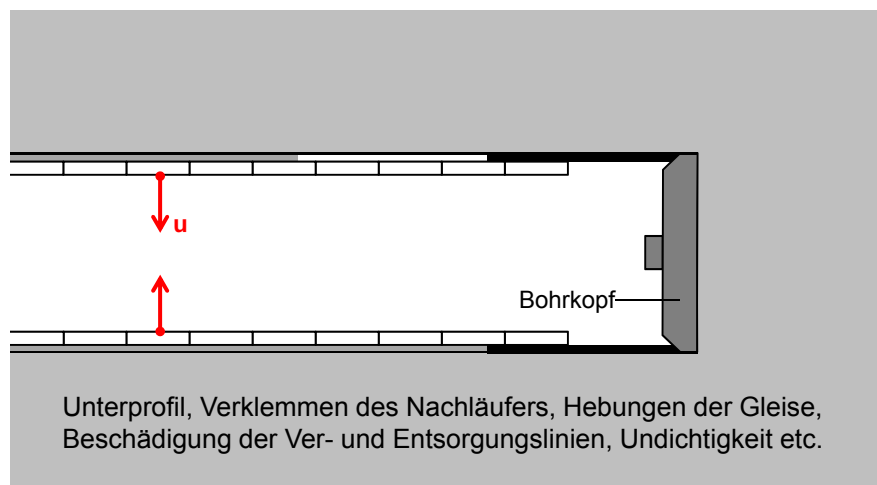 u
Bohrkopf
Unterprofil, Verklemmen des Nachläufers, Hebungen der Gleise,
Beschädigung der Ver- und Entsorgungslinien, Undichtigkeit etc.